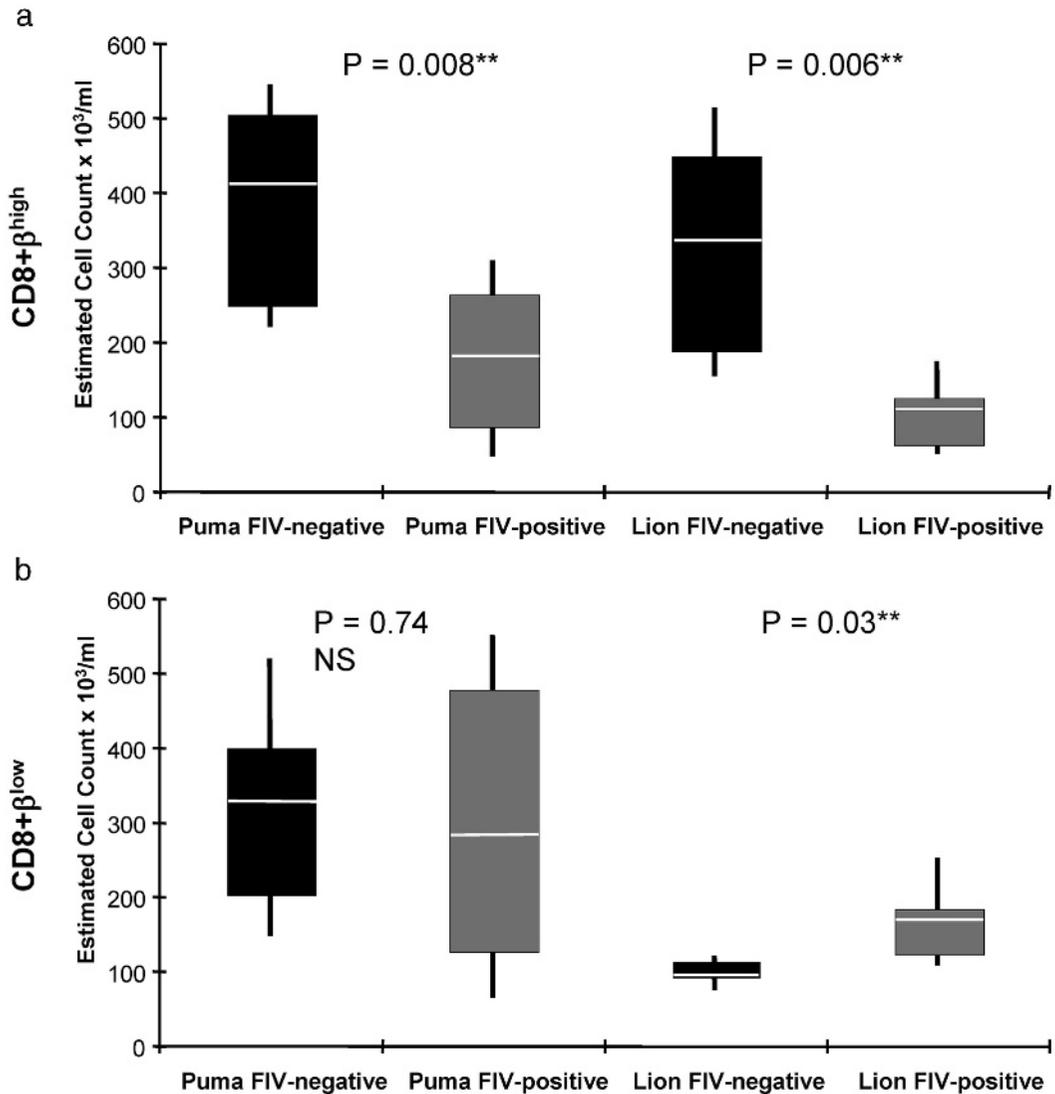 a
CD8+β^high
Estimated Cell Count x 10³/ml
600
500
400
300
200
100
0
P = 0.008**
P = 0.006**
Puma FIV-negative
Puma FIV-positive
Lion FIV-negative
Lion FIV-positive
b
CD8+β^low
Estimated Cell Count x 10³/ml
600
500
400
300
200
100
0
P = 0.74
NS
P = 0.03**
Puma FIV-negative
Puma FIV-positive
Lion FIV-negative
Lion FIV-positive